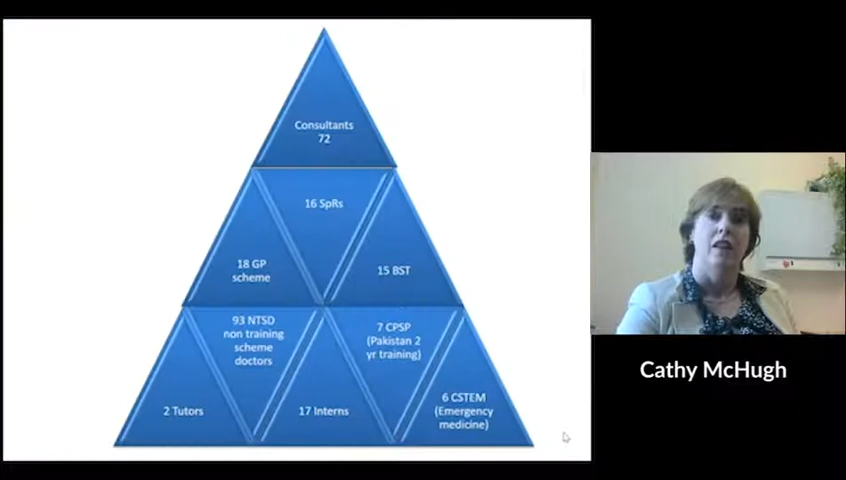 Consultants
72
16 SpRs
18 GP
scheme
15 BST
93 NTSD
non training
scheme
doctors
7 CPSP
(Pakistan 2
yr training)
2 Tutors
17 Interns
6 CSTEM
(Emergency
medicine)
Cathy McHugh